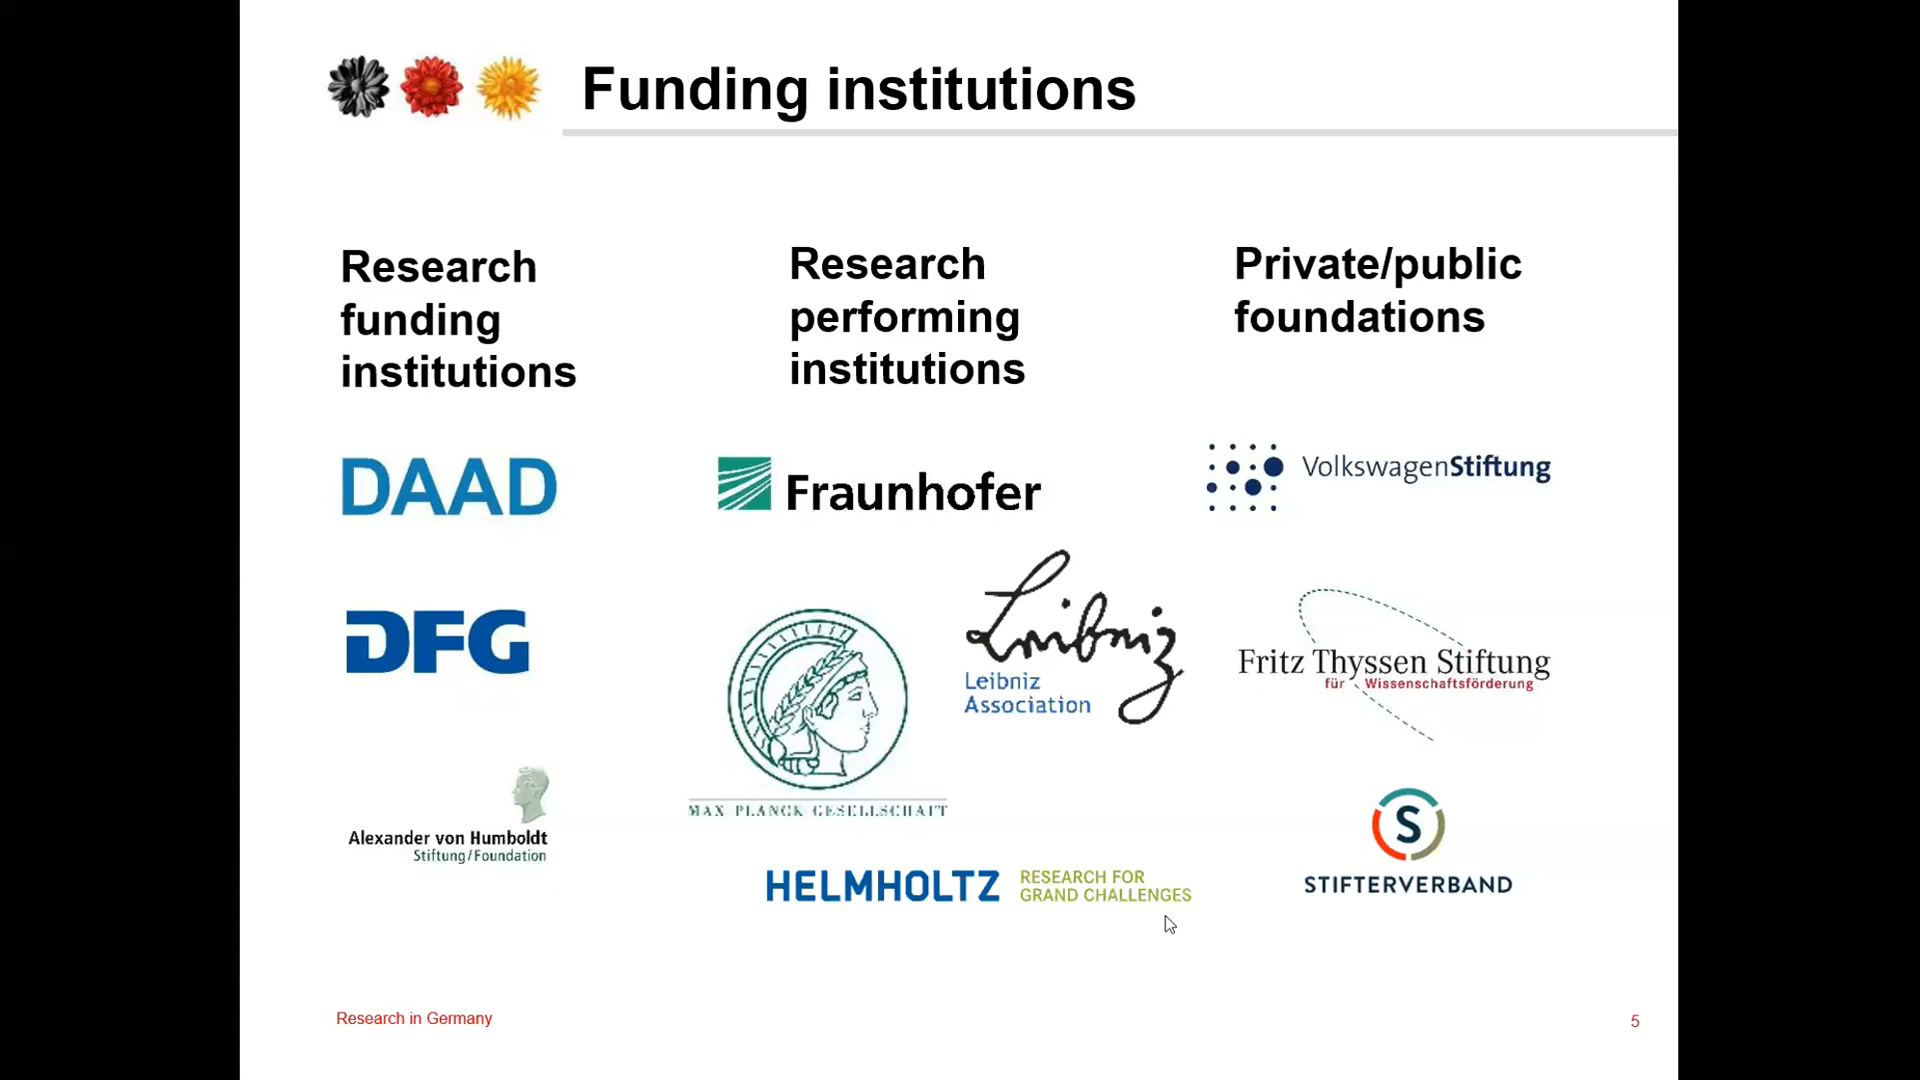 Funding institutions
Research
funding
institutions
DAAD
DFG
Alexander von Humboldt
Stiftung/Foundation
Research
performing
institutions
Fraunhofer
Leibniz
Leibniz
Association
MAX PLANCK GESELLSCHAFT
HELMHOLTZ
RESEARCH FOR
GRAND CHALLENGES
Private/public
foundations
VolkswagenStiftung
Fritz Thyssen Stiftung
für Wissenschaftsförderung
S
STIFTERVERBAND
Research in Germany
5